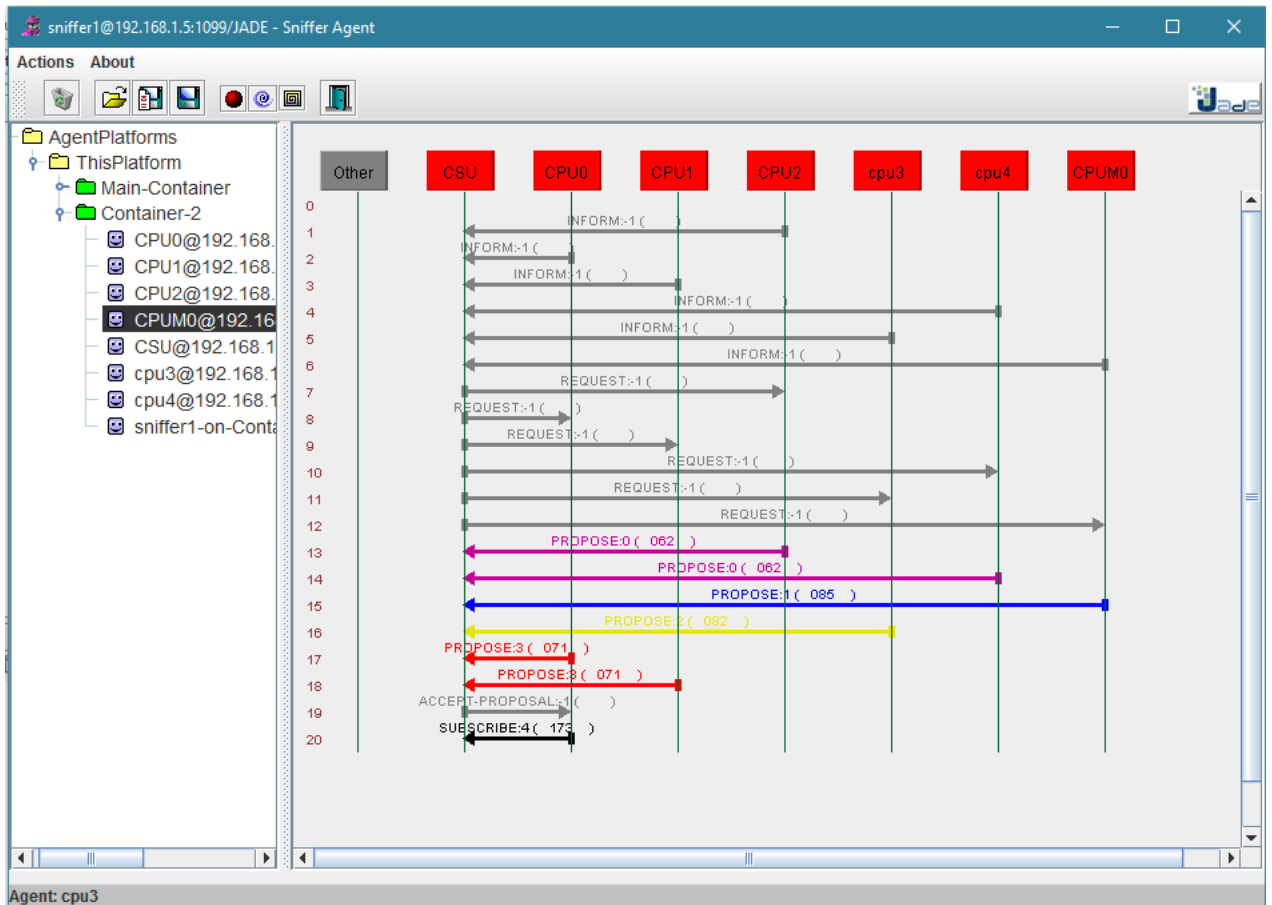 sniffer1@192.168.1.5:1099/JADE - Sniffer Agent
Actions About
Jade
AgentPlatforms
ThisPlatform
Main-Container
Container-2
CPU0@192.168.
CPU1@192.168.
CPU2@192.168.
CPUM0@192.16
CSU@192.168.1
cpu3@192.168.1
cpu4@192.168.1
sniffer1-on-Conta
Other CSU CPU0 CPU1 CPU2 cpu3 cpu4 CPUM0
0
INFORM:-1 ( )
1
INFORM:-1 ( )
2
INFORM:-1 ( )
3
INFORM:-1 ( )
4
INFORM:-1 ( )
5
INFORM:-1 ( )
6
REQUEST:-1 ( )
7
REQUEST:-1 ( )
8
REQUEST:-1 ( )
9
REQUEST:-1 ( )
10
REQUEST:-1 ( )
11
REQUEST:-1 ( )
12
PROPOSE:0 ( 062 )
13
PROPOSE:0 ( 062 )
14
PROPOSE:1 ( 085 )
15
PROPOSE:2 ( 082 )
16
PROPOSE:3 ( 071 )
17
PROPOSE:3 ( 071 )
18
ACCEPT-PROPOSAL:-1 ( )
19
SUBSCRIBE:4 ( 173 )
20
Agent: cpu3